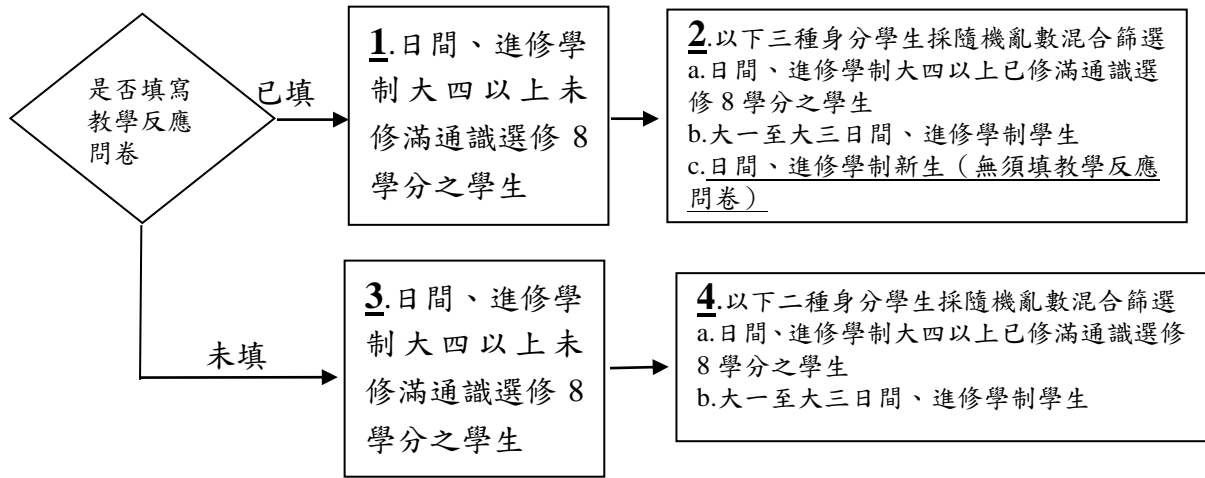 是否填寫
教學反應
問卷
已填
1.日間、進修學
制大四以上未
修滿通識選修 8
學分之學生
2.以下三種身分學生採隨機亂數混合篩選
a.日間、進修學制大四以上已修滿通識選
修 8 學分之學生
b.大一至大三日間、進修學制學生
c.日間、進修學制新生（無須填教學反應
問卷）
未填
3.日間、進修學
制大四以上未
修滿通識選修 8
學分之學生
4.以下二種身分學生採隨機亂數混合篩選
a.日間、進修學制大四以上已修滿通識選修
8 學分之學生
b.大一至大三日間、進修學制學生